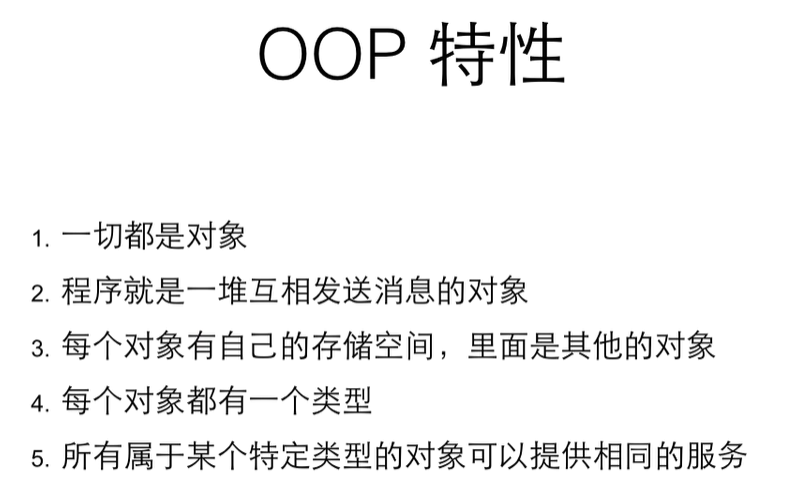 OOP 特性
1. 一切都是对象
2. 程序就是一堆互相发送消息的对象
3. 每个对象有自己的存储空间，里面是其他的对象
4. 每个对象都有一个类型
5. 所有属于某个特定类型的对象可以提供相同的服务